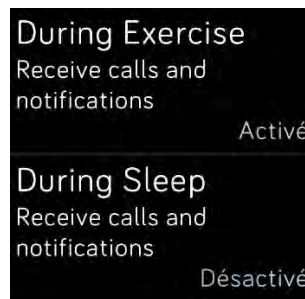 During Exercise
Receive calls and
notifications
Activé
During Sleep
Receive calls and
notifications
Désactivé